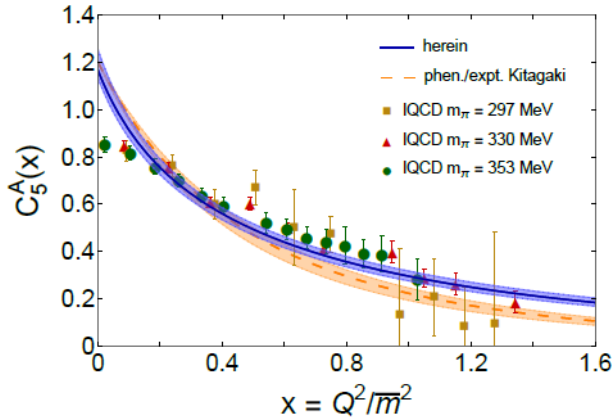 1.4
1.2
1.0
0.8
0.6
0.4
0.2
0
0 0.4 0.8 1.2 1.6
C₅ᴬ(x)
x = Q²/m̅²
herein
phen./expt. Kitagaki
lQCD mπ = 297 MeV
lQCD mπ = 330 MeV
lQCD mπ = 353 MeV